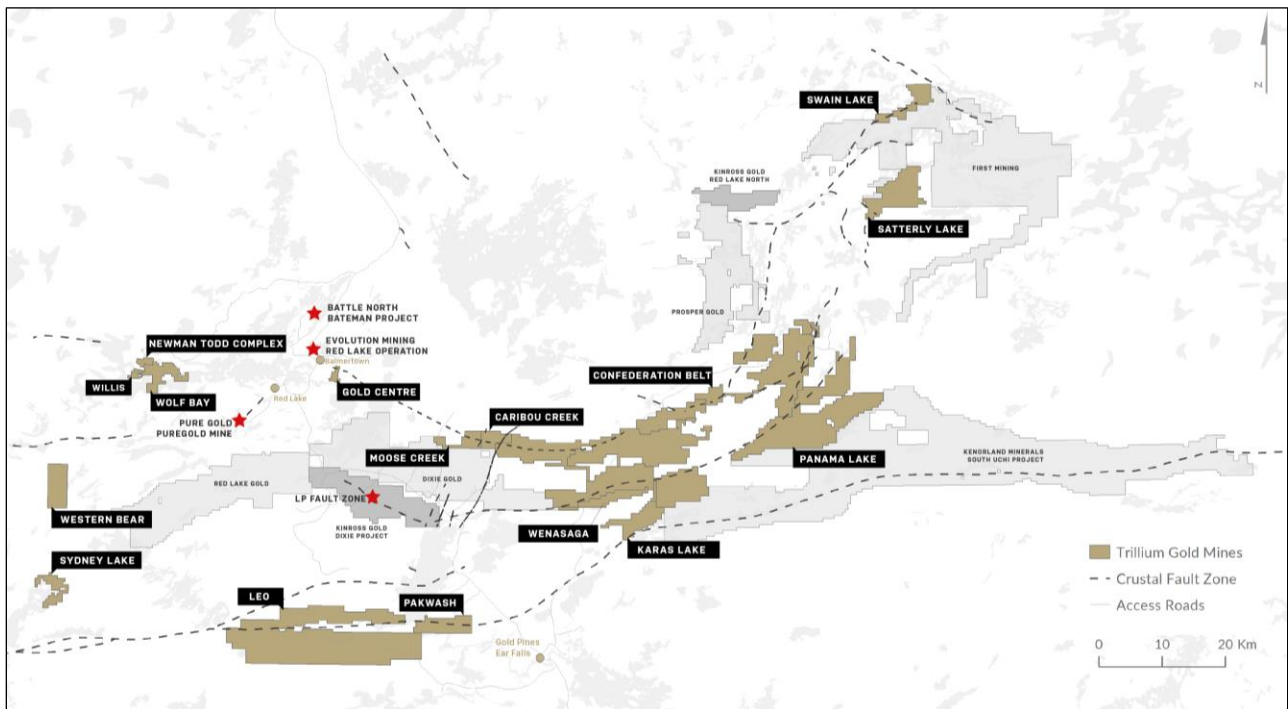 N
SWAIN LAKE
KINROSS GOLD
RED LAKE NORTH
FIRST MINING
SATTERLY LAKE
PROSPER GOLD
BATTLE NORTH
BATEMAN PROJECT
EVOLUTION MINING
RED LAKE OPERATION
Balmertown
NEWMAN TODD COMPLEX
WILLIS
WOLF BAY
Red Lake
GOLD CENTRE
CONFEDERATION BELT
PURE GOLD
PUREGOLD MINE
CARIBOU CREEK
MOOSE CREEK
PANAMA LAKE
KENORLAND MINERALS
SOUTH UCHI PROJECT
RED LAKE GOLD
DIXIE GOLD
LP FAULT ZONE
KINROSS GOLD
DIXIE PROJECT
WESTERN BEAR
WENASAGA
KARAS LAKE
SYDNEY LAKE
LEO
PAKWASH
Gold Pines
Ear Falls
Trillium Gold Mines
Crustal Fault Zone
Access Roads
0 10 20 Km